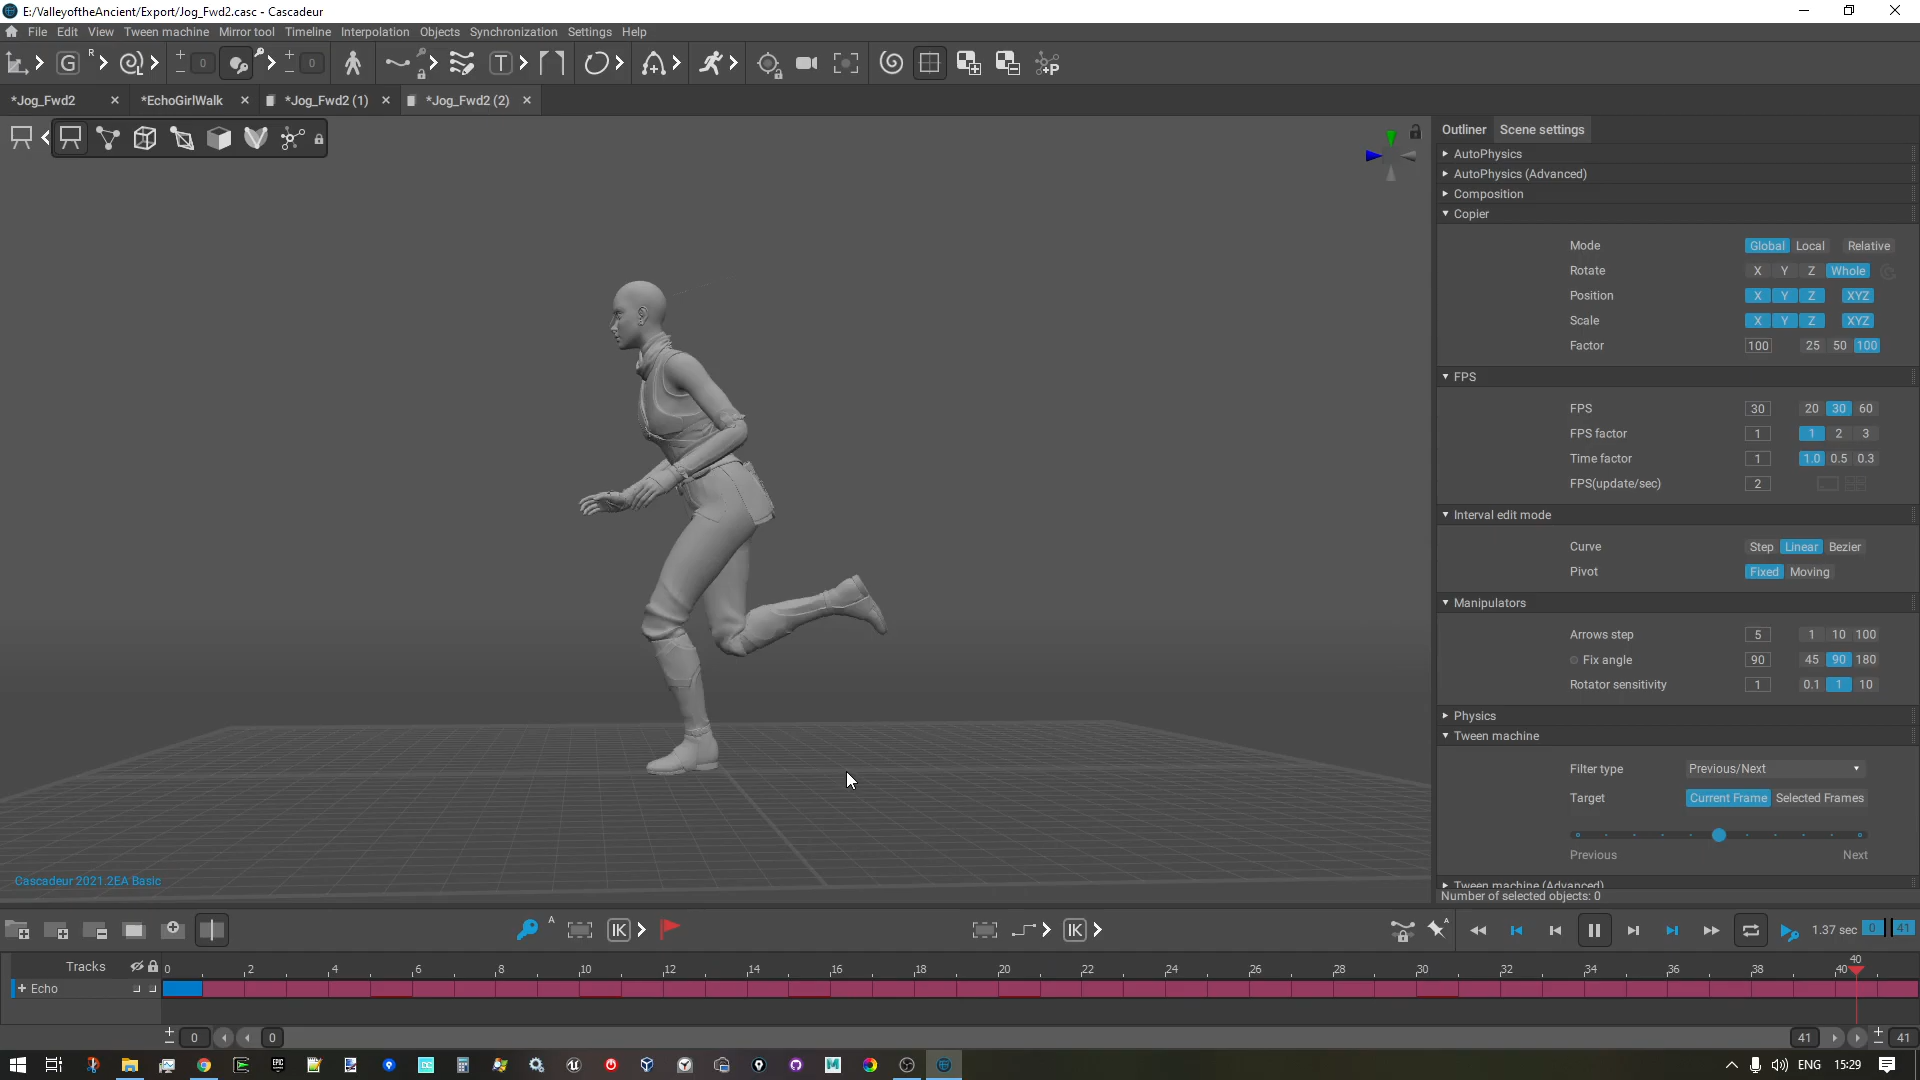 E:/ValleyoftheAncient/Export/Jog_Fwd2.casc - Cascadeur
File Edit View Tween machine Mirror tool Timeline Interpolation Objects Synchronization Settings Help
G R 0 0 T P
*Jog_Fwd2 *EchoGirlWalk *Jog_Fwd2 (1) *Jog_Fwd2 (2)
Outliner Scene settings
AutoPhysics
AutoPhysics (Advanced)
Composition
Copier
Mode Global Local Relative
Rotate X Y Z Whole
Position X Y Z XYZ
Scale X Y Z XYZ
Factor 100 25 50 100
FPS
FPS 30 20 30 60
FPS factor 1 1 2 3
Time factor 1 1.0 0.5 0.3
FPS(update/sec) 2
Interval edit mode
Curve Step Linear Bezier
Pivot Fixed Moving
Manipulators
Arrows step 5 1 10 100
Fix angle 90 45 90 180
Rotator sensitivity 1 0.1 1 10
Physics
Tween machine
Filter type Previous/Next
Target Current Frame Selected Frames
Previous Next
Tween machine (Advanced)
Number of selected objects: 0
Cascadeur 2021.2EA Basic
A IK IK A 1.37 sec 0 41
Tracks 0 2 4 6 8 10 12 14 16 18 20 22 24 26 28 30 32 34 36 38 40 40
+ Echo
0 0 41 41
EPIC M ENG 15:29